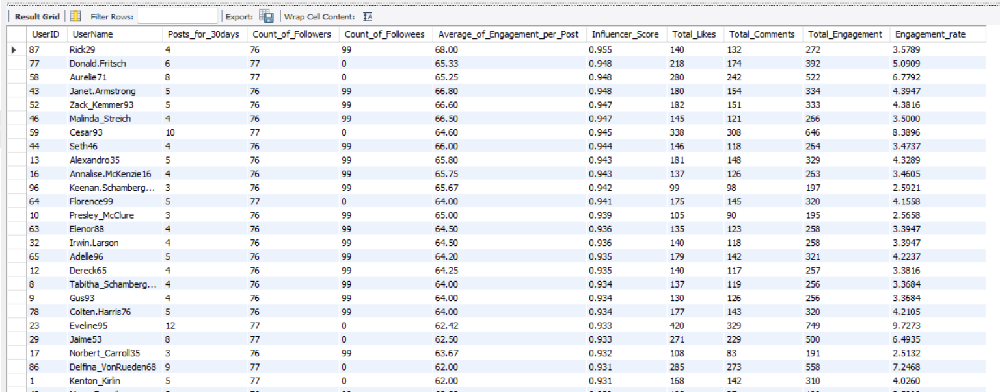 Result Grid Filter Rows: Export: Wrap Cell Content:
UserID UserName Posts_for_30days Count_of_Followers Count_of_Followees Average_of_Engagement_per_Post Influencer_Score Total_Likes Total_Comments Total_Engagement Engagement_rate
87 Rick29 4 76 99 68.00 0.955 140 132 272 3.5789
77 Donald.Fritsch 6 77 0 65.33 0.948 218 174 392 5.0909
58 Aurelie71 8 77 0 65.25 0.948 280 242 522 6.7792
43 Janet.Armstrong 5 76 99 66.80 0.948 180 154 334 4.3947
52 Zack_Kemmer93 5 76 99 66.60 0.947 182 151 333 4.3816
46 Malinda_Streich 4 76 99 66.50 0.947 145 121 266 3.5000
59 Cesar93 10 77 0 64.60 0.945 338 308 646 8.3896
44 Seth46 4 76 99 66.00 0.944 146 118 264 3.4737
13 Alexandro35 5 76 99 65.80 0.943 181 148 329 4.3289
16 Annalise.McKenzie16 4 76 99 65.75 0.943 137 126 263 3.4605
96 Keenan.Schamberg... 3 76 99 65.67 0.942 99 98 197 2.5921
64 Florence99 5 77 0 64.00 0.941 175 145 320 4.1558
10 Presley_McClure 3 76 99 65.00 0.939 105 90 195 2.5658
63 Elenor88 4 76 99 64.50 0.936 135 123 258 3.3947
32 Irwin.Larson 4 76 99 64.50 0.936 140 118 258 3.3947
65 Adelle96 5 76 99 64.20 0.935 179 142 321 4.2237
12 Dereck65 4 76 99 64.25 0.935 140 117 257 3.3816
8 Tabitha_Schamberg... 4 76 99 64.00 0.934 137 119 256 3.3684
9 Gus93 4 76 99 64.00 0.934 130 126 256 3.3684
78 Colten.Harris76 5 76 99 64.00 0.934 177 143 320 4.2105
23 Eveline95 12 77 0 62.42 0.933 420 329 749 9.7273
29 Jaime53 8 77 0 62.50 0.933 271 229 500 6.4935
17 Norbert_Carroll35 3 76 99 63.67 0.932 108 83 191 2.5132
86 Delfina_VonRueden68 9 77 0 62.00 0.931 285 273 558 7.2468
1 Kenton_Kirlin 5 77 0 62.00 0.931 168 142 310 4.0260